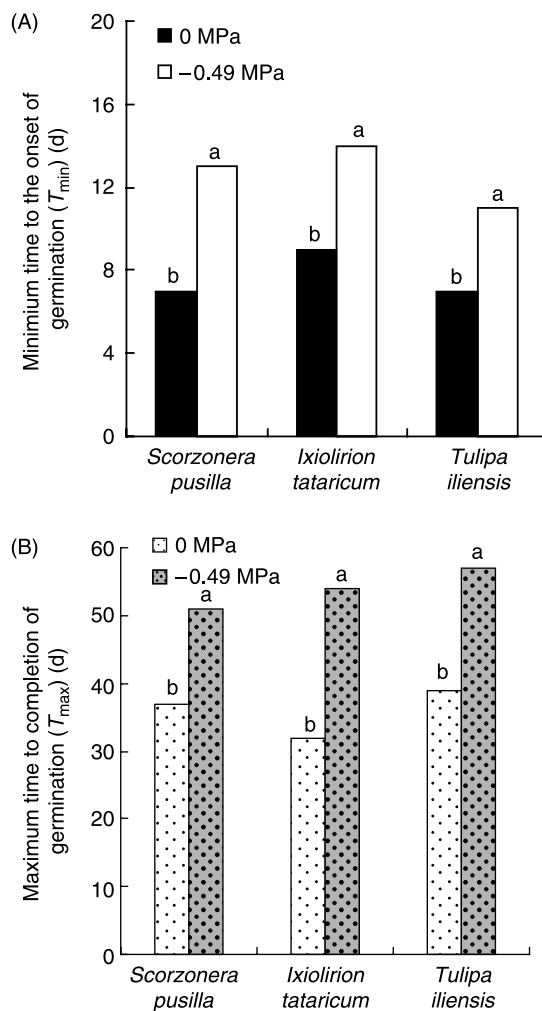 (A)
20
16
12
8
4
0
Minimium time to the onset of
germination (Tmin) (d)
0 MPa
−0.49 MPa
b
a
b
a
b
a
Scorzonera
pusilla
Ixiolirion
tataricum
Tulipa
iliensis
(B)
60
50
40
30
20
10
0
Maximum time to completion of
germination (Tmax) (d)
0 MPa
−0.49 MPa
b
a
b
a
b
a
Scorzonera
pusilla
Ixiolirion
tataricum
Tulipa
iliensis